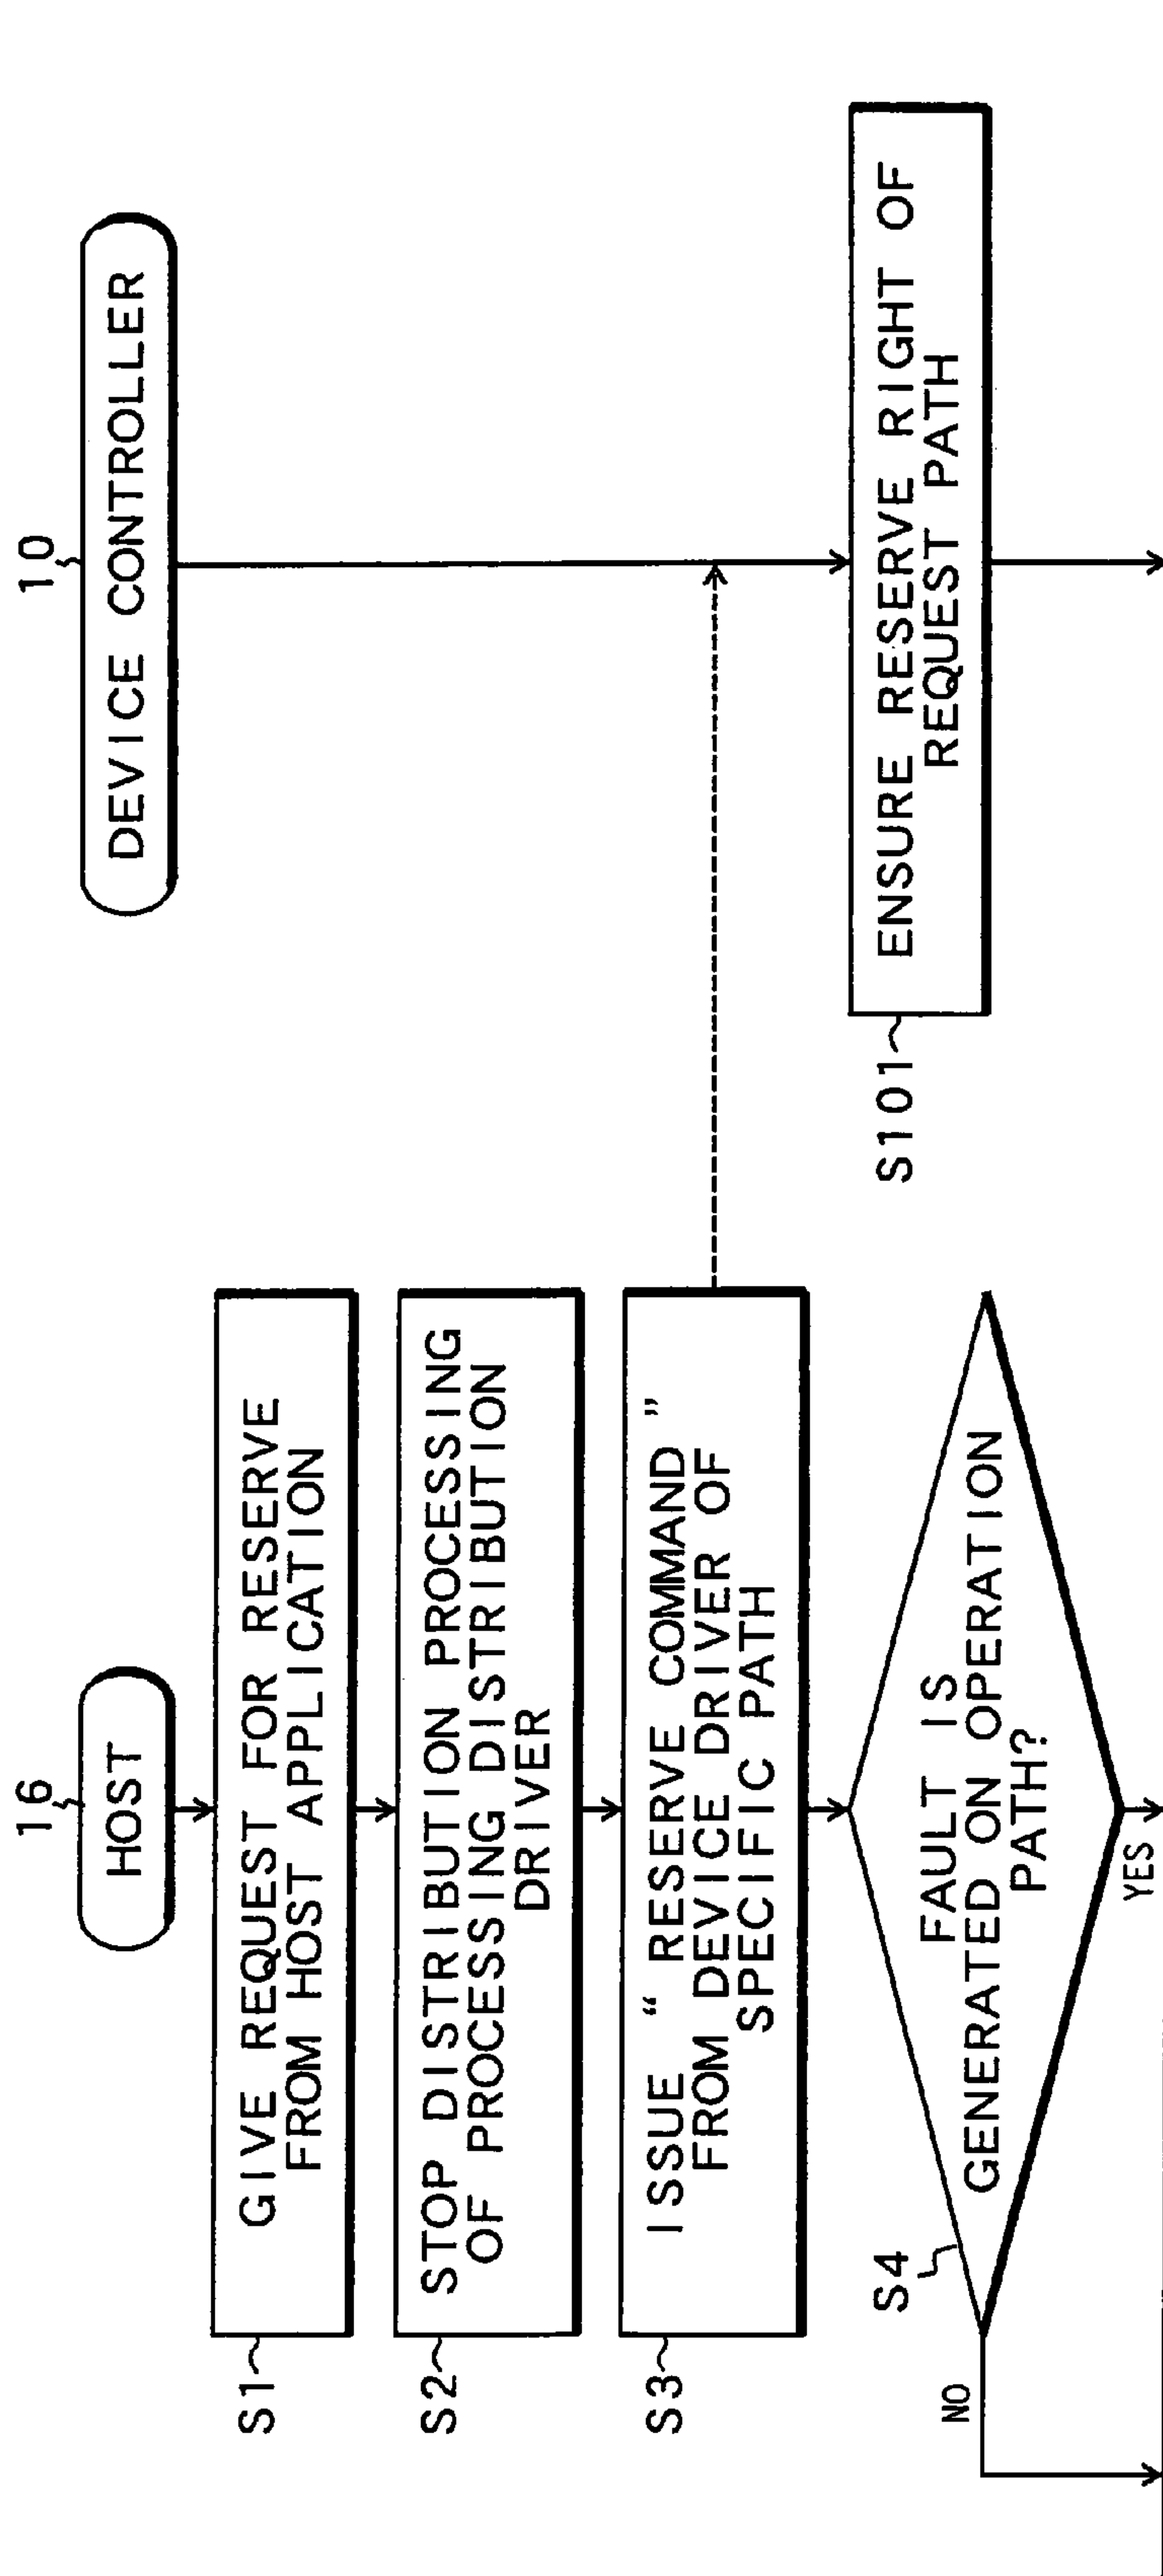 16
HOST
S1
GIVE REQUEST FOR RESERVE
FROM HOST APPLICATION
S2
STOP DISTRIBUTION PROCESSING
OF PROCESSING DISTRIBUTION
DRIVER
S3
ISSUE “ RESERVE COMMAND ”
FROM DEVICE DRIVER OF
SPECIFIC PATH
S4
FAULT IS
GENERATED ON OPERATION
PATH?
NO
YES
10
DEVICE CONTROLLER
S101
ENSURE RESERVE RIGHT OF
REQUEST PATH